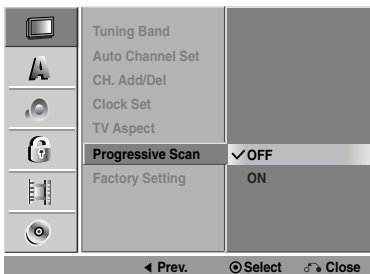 Tuning Band
Auto Channel Set
CH. Add/Del
Clock Set
TV Aspect
Progressive Scan ✓OFF
Factory Setting ON
◀ Prev. ⦿Select Close